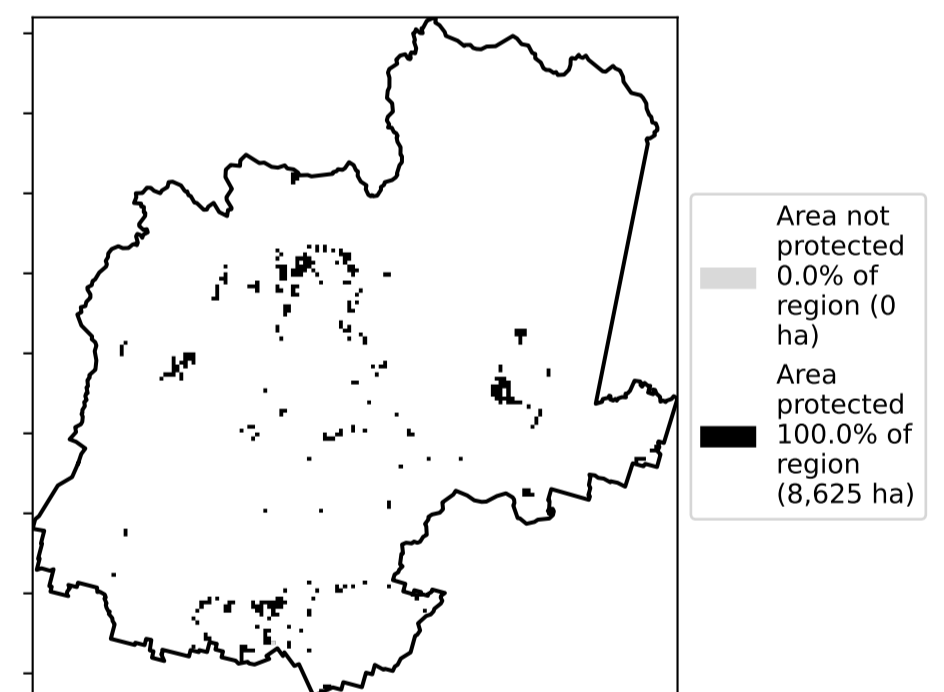 Area not
protected
0.0% of
region (0
ha)
Area
protected
100.0% of
region
(8,625 ha)